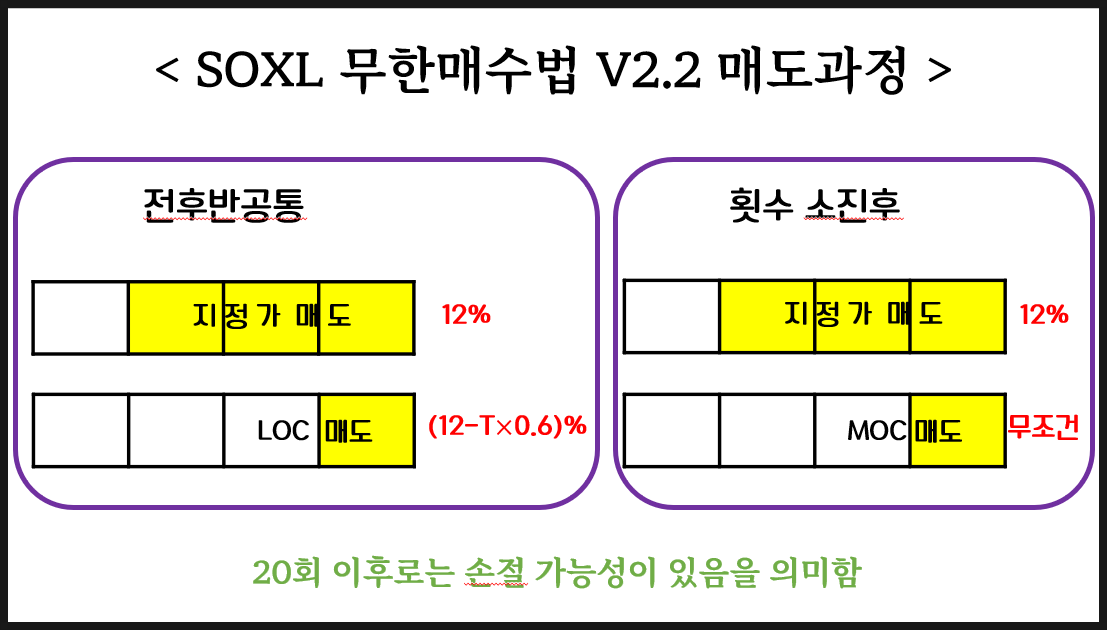 < SOXL 무한매수법 V2.2 매도과정 >
전후반공통
지정가 매도
12%
LOC 매도
(12-T×0.6)%
횟수 소진후
지정가 매도
12%
MOC 매도
무조건
20회 이후로는 손절 가능성이 있음을 의미함